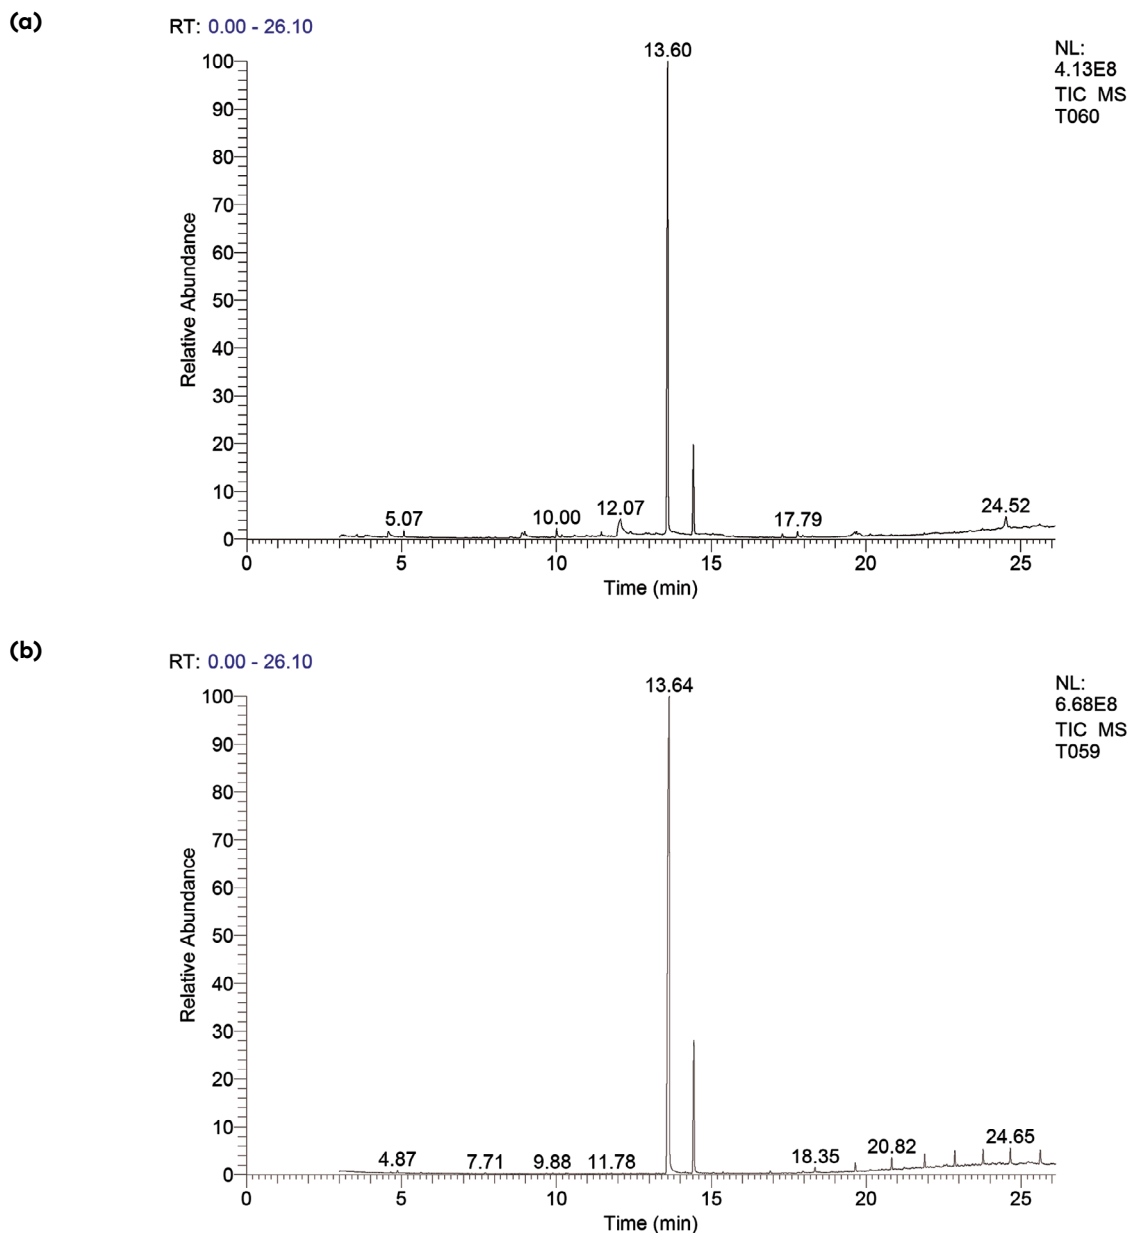 (a)
RT: 0.00 - 26.10
NL:
4.13E8
TIC MS
T060
Relative Abundance
100
90
80
70
60
50
40
30
20
10
0
13.60
5.07
10.00
12.07
17.79
24.52
0 5 10 15 20 25
Time (min)
(b)
RT: 0.00 - 26.10
NL:
6.68E8
TIC MS
T059
Relative Abundance
100
90
80
70
60
50
40
30
20
10
0
13.64
4.87
7.71
9.88
11.78
18.35
20.82
24.65
0 5 10 15 20 25
Time (min)